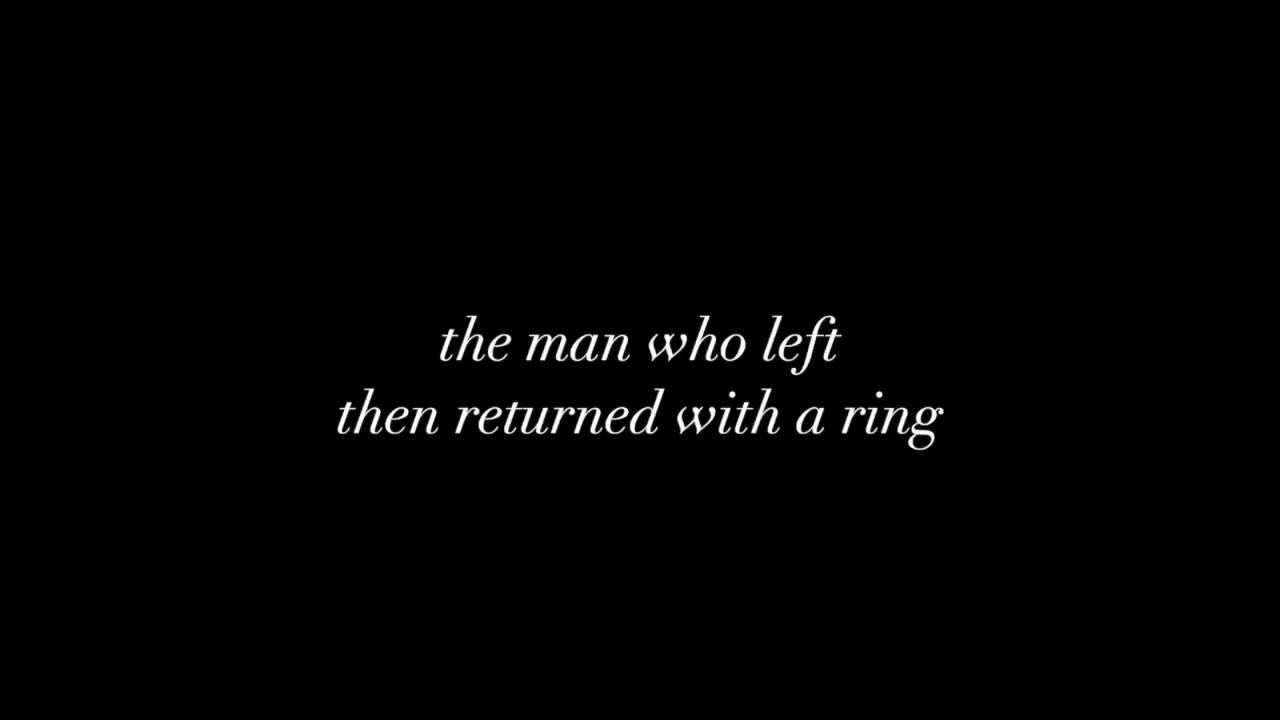 the man who left
then returned with a ring